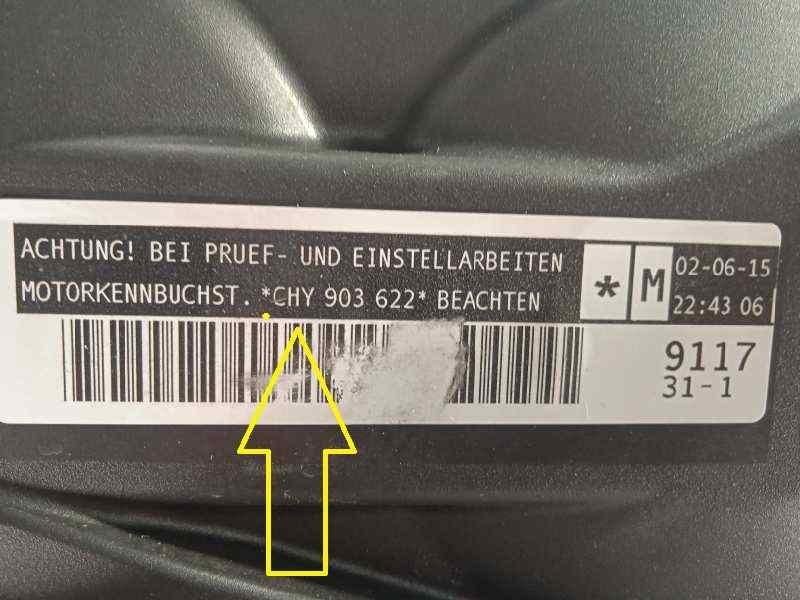 ACHTUNG! BEI PRUEF- UND EINSTELLARBEITEN
MOTORKENNBUCHST. *CHY 903 622* BEACHTEN
* M
02-06-15
22:43 06
9117
31-1